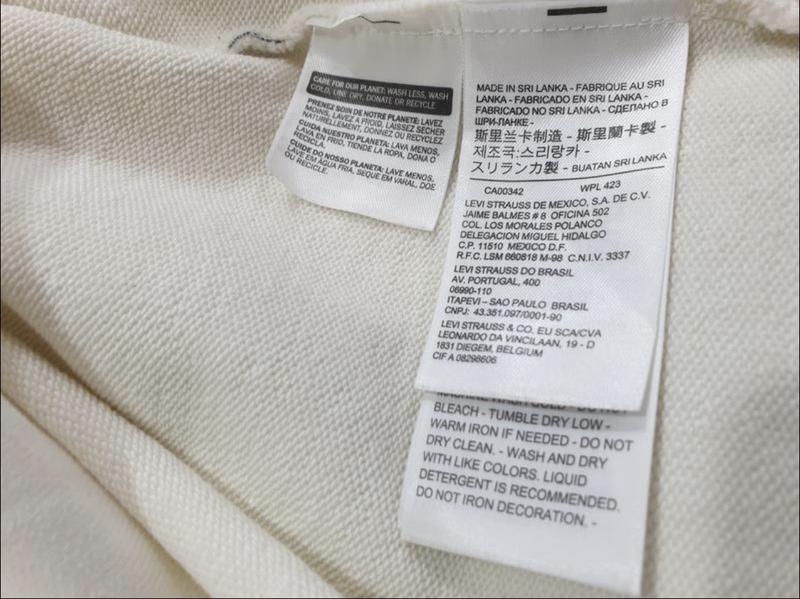 CARE FOR OUR PLANET: WASH LESS, WASH
COLD, LINE DRY, DONATE OR RECYCLE
PRENEZ SOIN DE NOTRE PLANETE: LAVEZ
MOINS, LAVEZ A FROID, LAISSEZ SECHER
NATURELLEMENT, DONNEZ OU RECYCLEZ
CUIDA NUESTRO PLANETA: LAVA MENOS,
LAVA EN FRIO, TIENDE LA ROPA, DONA O
RECICLA.
CUIDE DO NOSSO PLANETA: LAVE MENOS,
LAVE EM AGUA FRIA, SEQUE EM VARAL, DOE
OU RECICLE.
MADE IN SRI LANKA - FABRIQUE AU SRI
LANKA - FABRICADO EN SRI LANKA -
FABRICADO NO SRI LANKA - СДЕЛАНО В
ШРИ-ЛАНКЕ -
斯里兰卡制造 - 斯里蘭卡製 -
제조국:스리랑카 -
スリランカ製 - BUATAN SRI LANKA
CA00342 WPL 423
LEVI STRAUSS DE MEXICO, S.A. DE C.V.
JAIME BALMES # 8 OFICINA 502
COL. LOS MORALES POLANCO
DELEGACION MIGUEL HIDALGO
C.P. 11510 MEXICO D.F.
R.F.C. LSM 860818 M-98 C.N.I.V. 3337
LEVI STRAUSS DO BRASIL
AV. PORTUGAL, 400
06690-110
ITAPEVI – SAO PAULO BRASIL
CNPJ: 43.351.097/0001-90
LEVI STRAUSS & CO. EU SCA/CVA
LEONARDO DA VINCILAAN, 19 - D
1831 DIEGEM, BELGIUM
CIF A 08298606
MACHINE WASH COLD - DO NOT
BLEACH - TUMBLE DRY LOW -
WARM IRON IF NEEDED - DO NOT
DRY CLEAN. - WASH AND DRY
WITH LIKE COLORS. LIQUID
DETERGENT IS RECOMMENDED.
DO NOT IRON DECORATION. -